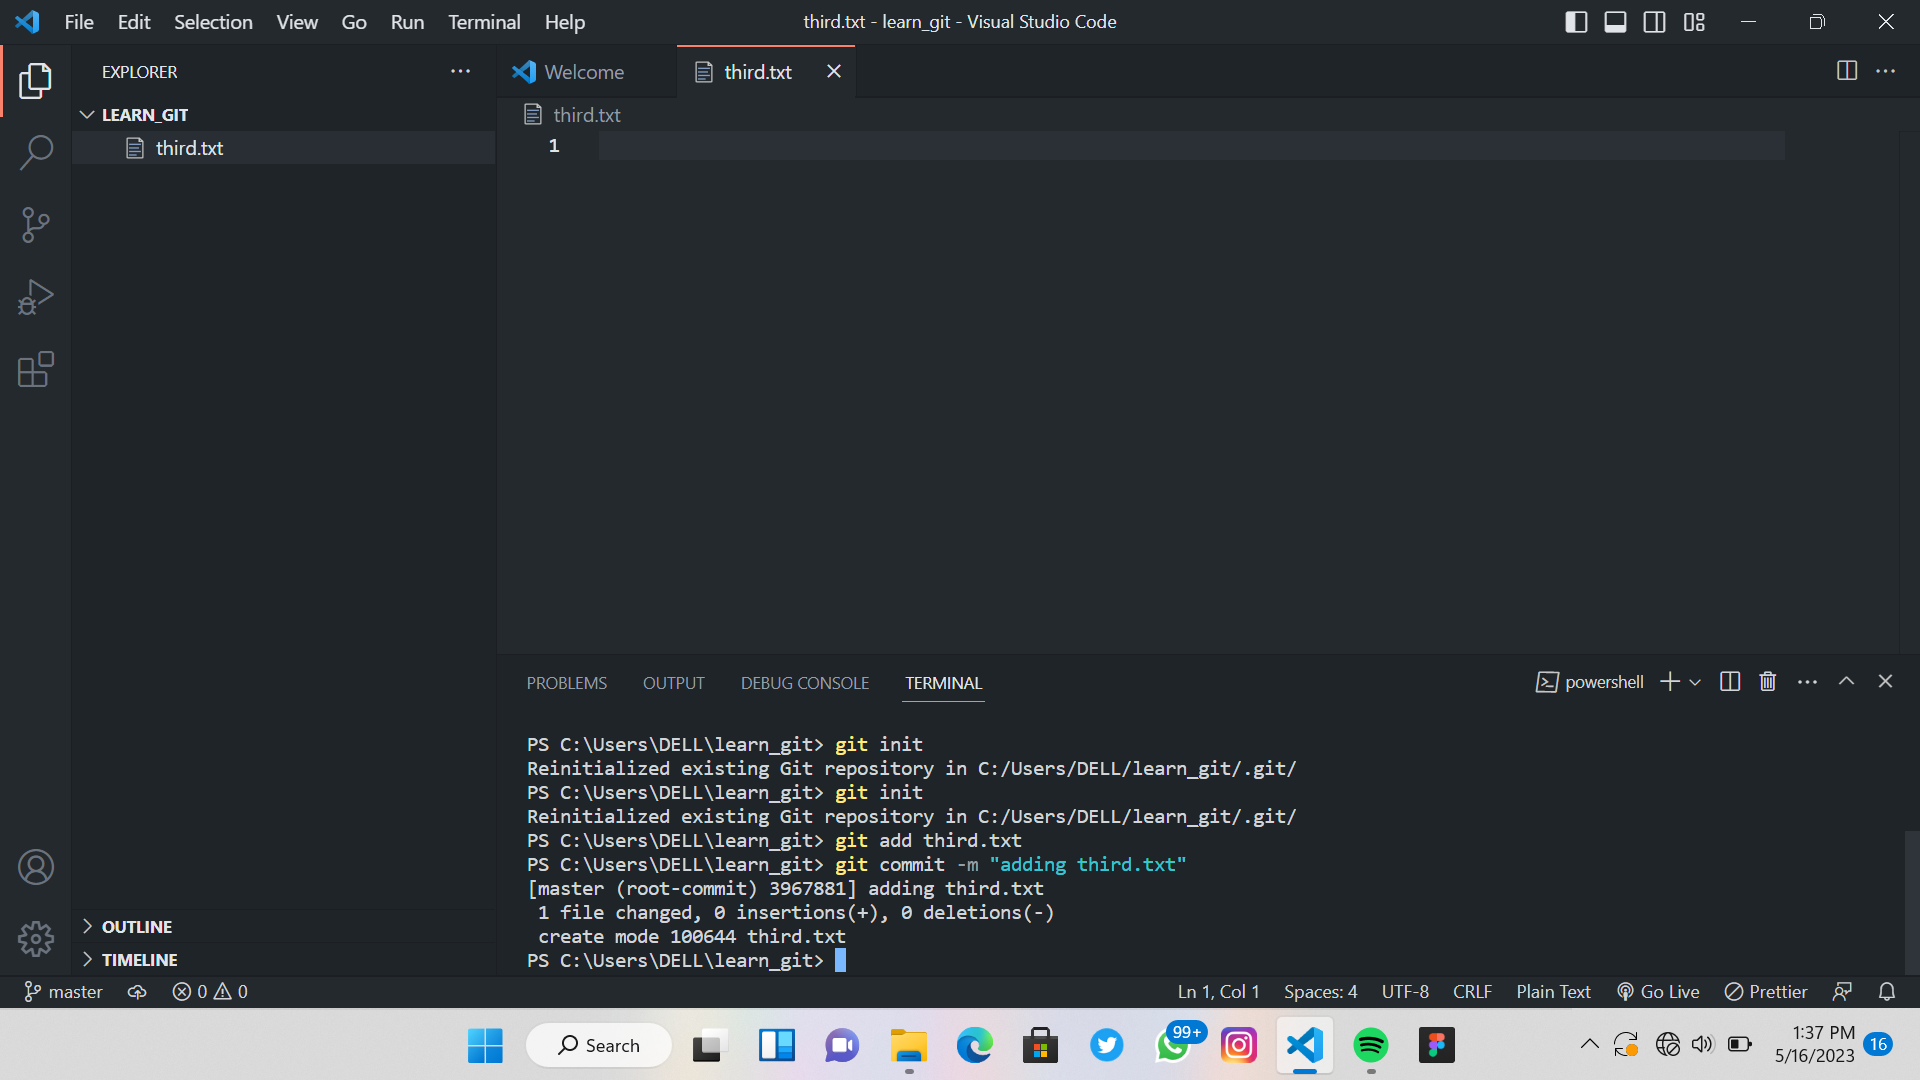 File Edit Selection View Go Run Terminal Help
third.txt - learn_git - Visual Studio Code
EXPLORER
LEARN_GIT
third.txt
Welcome
third.txt
third.txt
1
PROBLEMS OUTPUT DEBUG CONSOLE TERMINAL
powershell
PS C:\Users\DELL\learn_git> git init
Reinitialized existing Git repository in C:/Users/DELL/learn_git/.git/
PS C:\Users\DELL\learn_git> git init
Reinitialized existing Git repository in C:/Users/DELL/learn_git/.git/
PS C:\Users\DELL\learn_git> git add third.txt
PS C:\Users\DELL\learn_git> git commit -m "adding third.txt"
[master (root-commit) 3967881] adding third.txt
1 file changed, 0 insertions(+), 0 deletions(-)
create mode 100644 third.txt
PS C:\Users\DELL\learn_git>
OUTLINE
TIMELINE
master 0 0
Ln 1, Col 1 Spaces: 4 UTF-8 CRLF Plain Text Go Live Prettier
Search
99+
1:37 PM
5/16/2023
16